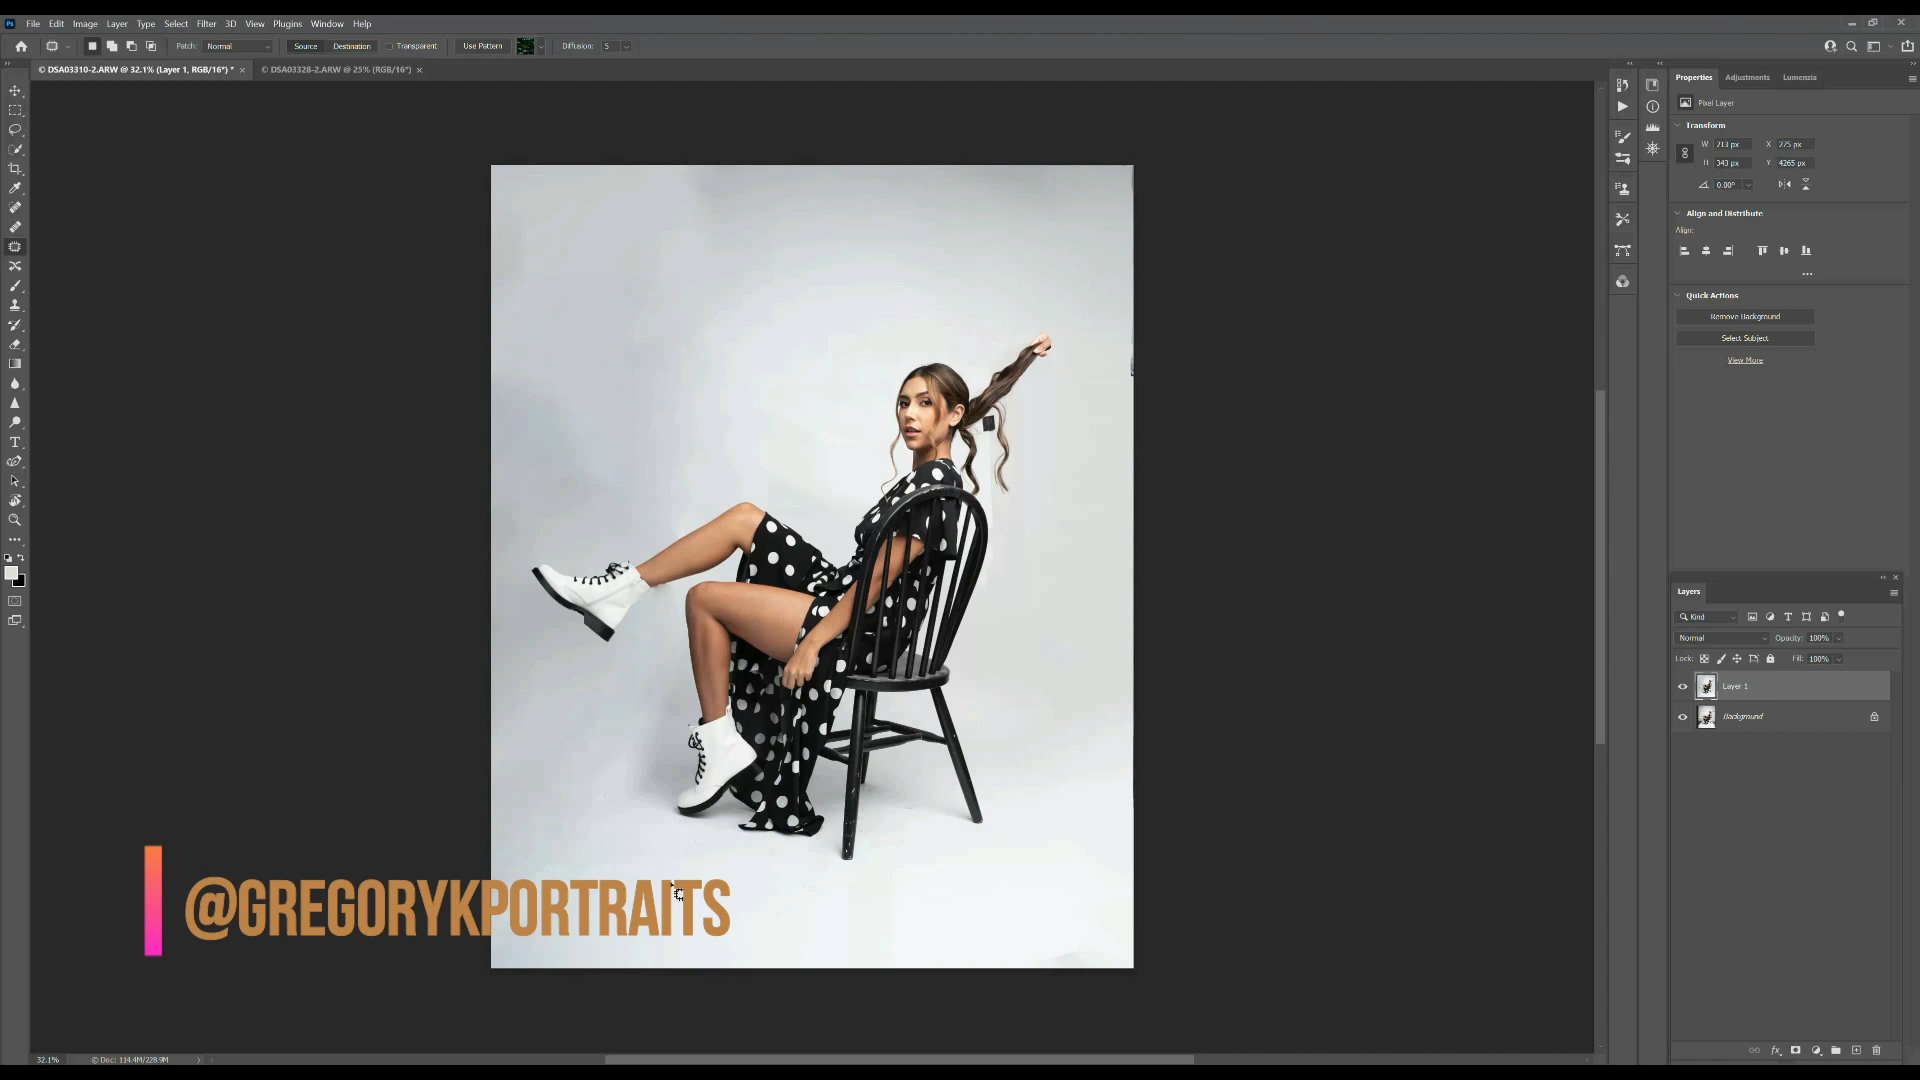 Ps File Edit Image Layer Type Select Filter 3D View Plugins Window Help
Patch: Normal Source Destination Transparent Use Pattern Diffusion: 5
© DSA03310-2.ARW @ 32.1% (Layer 1, RGB/16*) * × © DSA03328-2.ARW @ 25% (RGB/16*) ×
Properties Adjustments Lumenzia
Pixel Layer
Transform
W 213 px X 275 px
H 343 px Y 4265 px
0.00°
Align and Distribute
Align:
Quick Actions
Remove Background
Select Subject
View More
Layers
Kind
Normal Opacity: 100%
Lock: Fill: 100%
Layer 1
Background
@GREGORYKPORTRAITS
32.1% © Doc: 114.4M/228.9M
fx